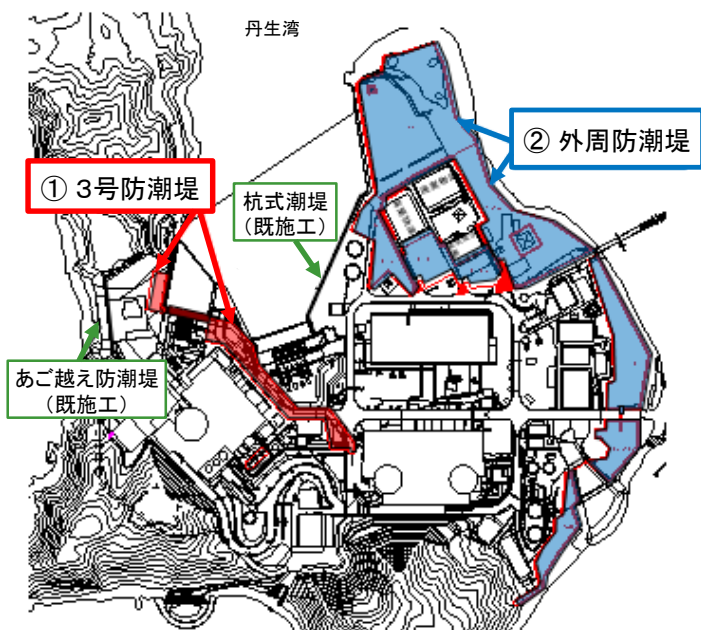 丹生湾
② 外周防潮堤
① 3号防潮堤
杭式潮堤
（既施工）
あご越え防潮堤
（既施工）